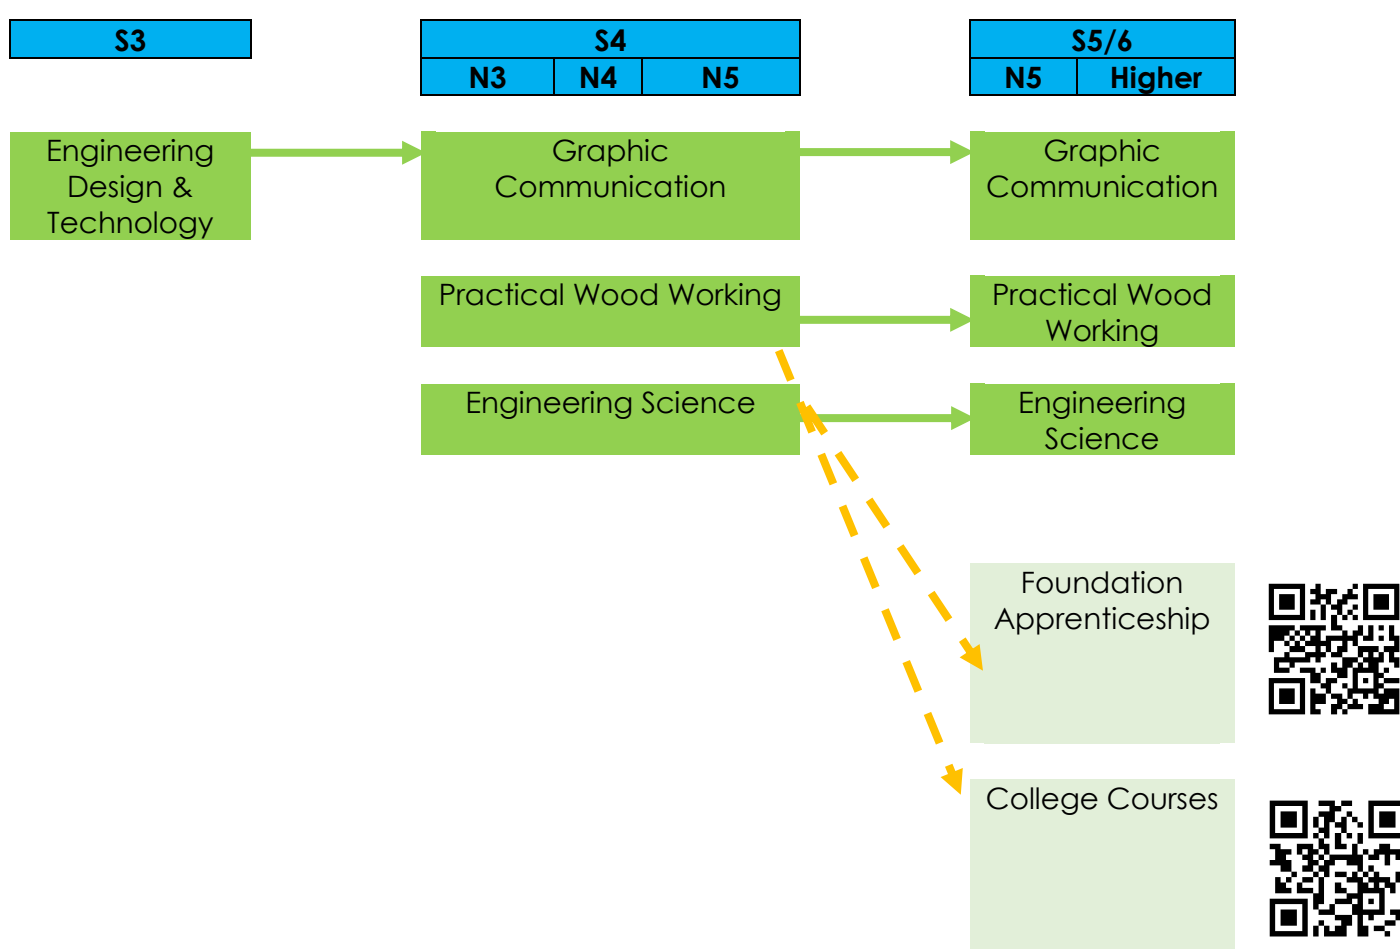 S3
S4
S5/6
N3 N4 N5
N5 Higher
Engineering
Design &
Technology
Graphic
Communication
Graphic
Communication
Practical Wood Working
Practical Wood
Working
Engineering Science
Engineering
Science
Foundation
Apprenticeship
College Courses